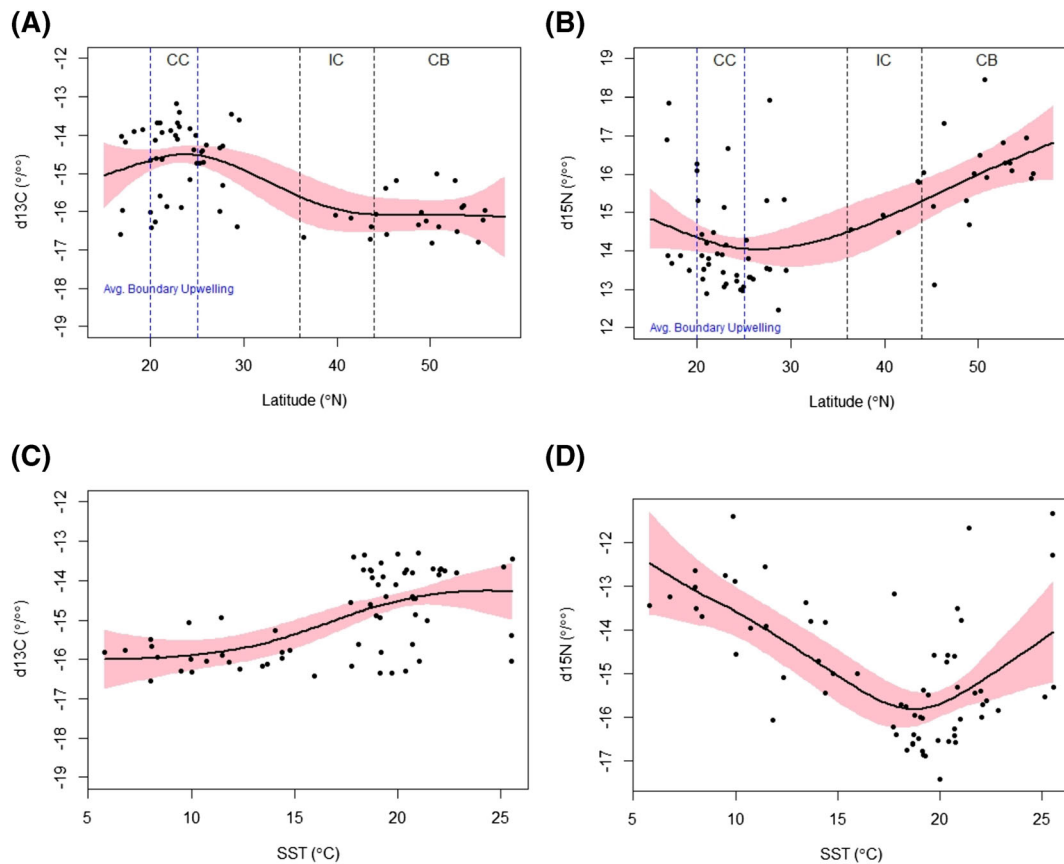 (A)
CC IC CB
-12
-13
-14
-15
-16
-17
-18
-19
d13C (°/°°)
Avg. Boundary Upwelling
20 30 40 50
Latitude (°N)
(B)
CC IC CB
18
17
16
15
14
13
12
d15N (°/°°)
Avg. Boundary Upwelling
20 30 40 50
Latitude (°N)
(C)
-12
-13
-14
-15
-16
-17
-18
-19
d13C (°/°°)
5 10 15 20 25
SST (°C)
(D)
-12
-13
-14
-15
-16
-17
d15N (°/°°)
5 10 15 20 25
SST (°C)